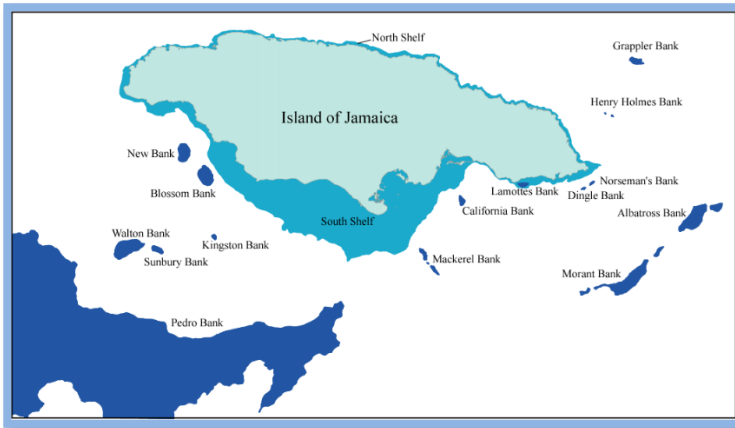 North Shelf
Grappler Bank
Henry Holmes Bank
Island of Jamaica
New Bank
Norseman's Bank
Blossom Bank
Lamottes Bank
Dingle Bank
California Bank
Albatross Bank
South Shelf
Walton Bank
Kingston Bank
Sunbury Bank
Mackerel Bank
Morant Bank
Pedro Bank